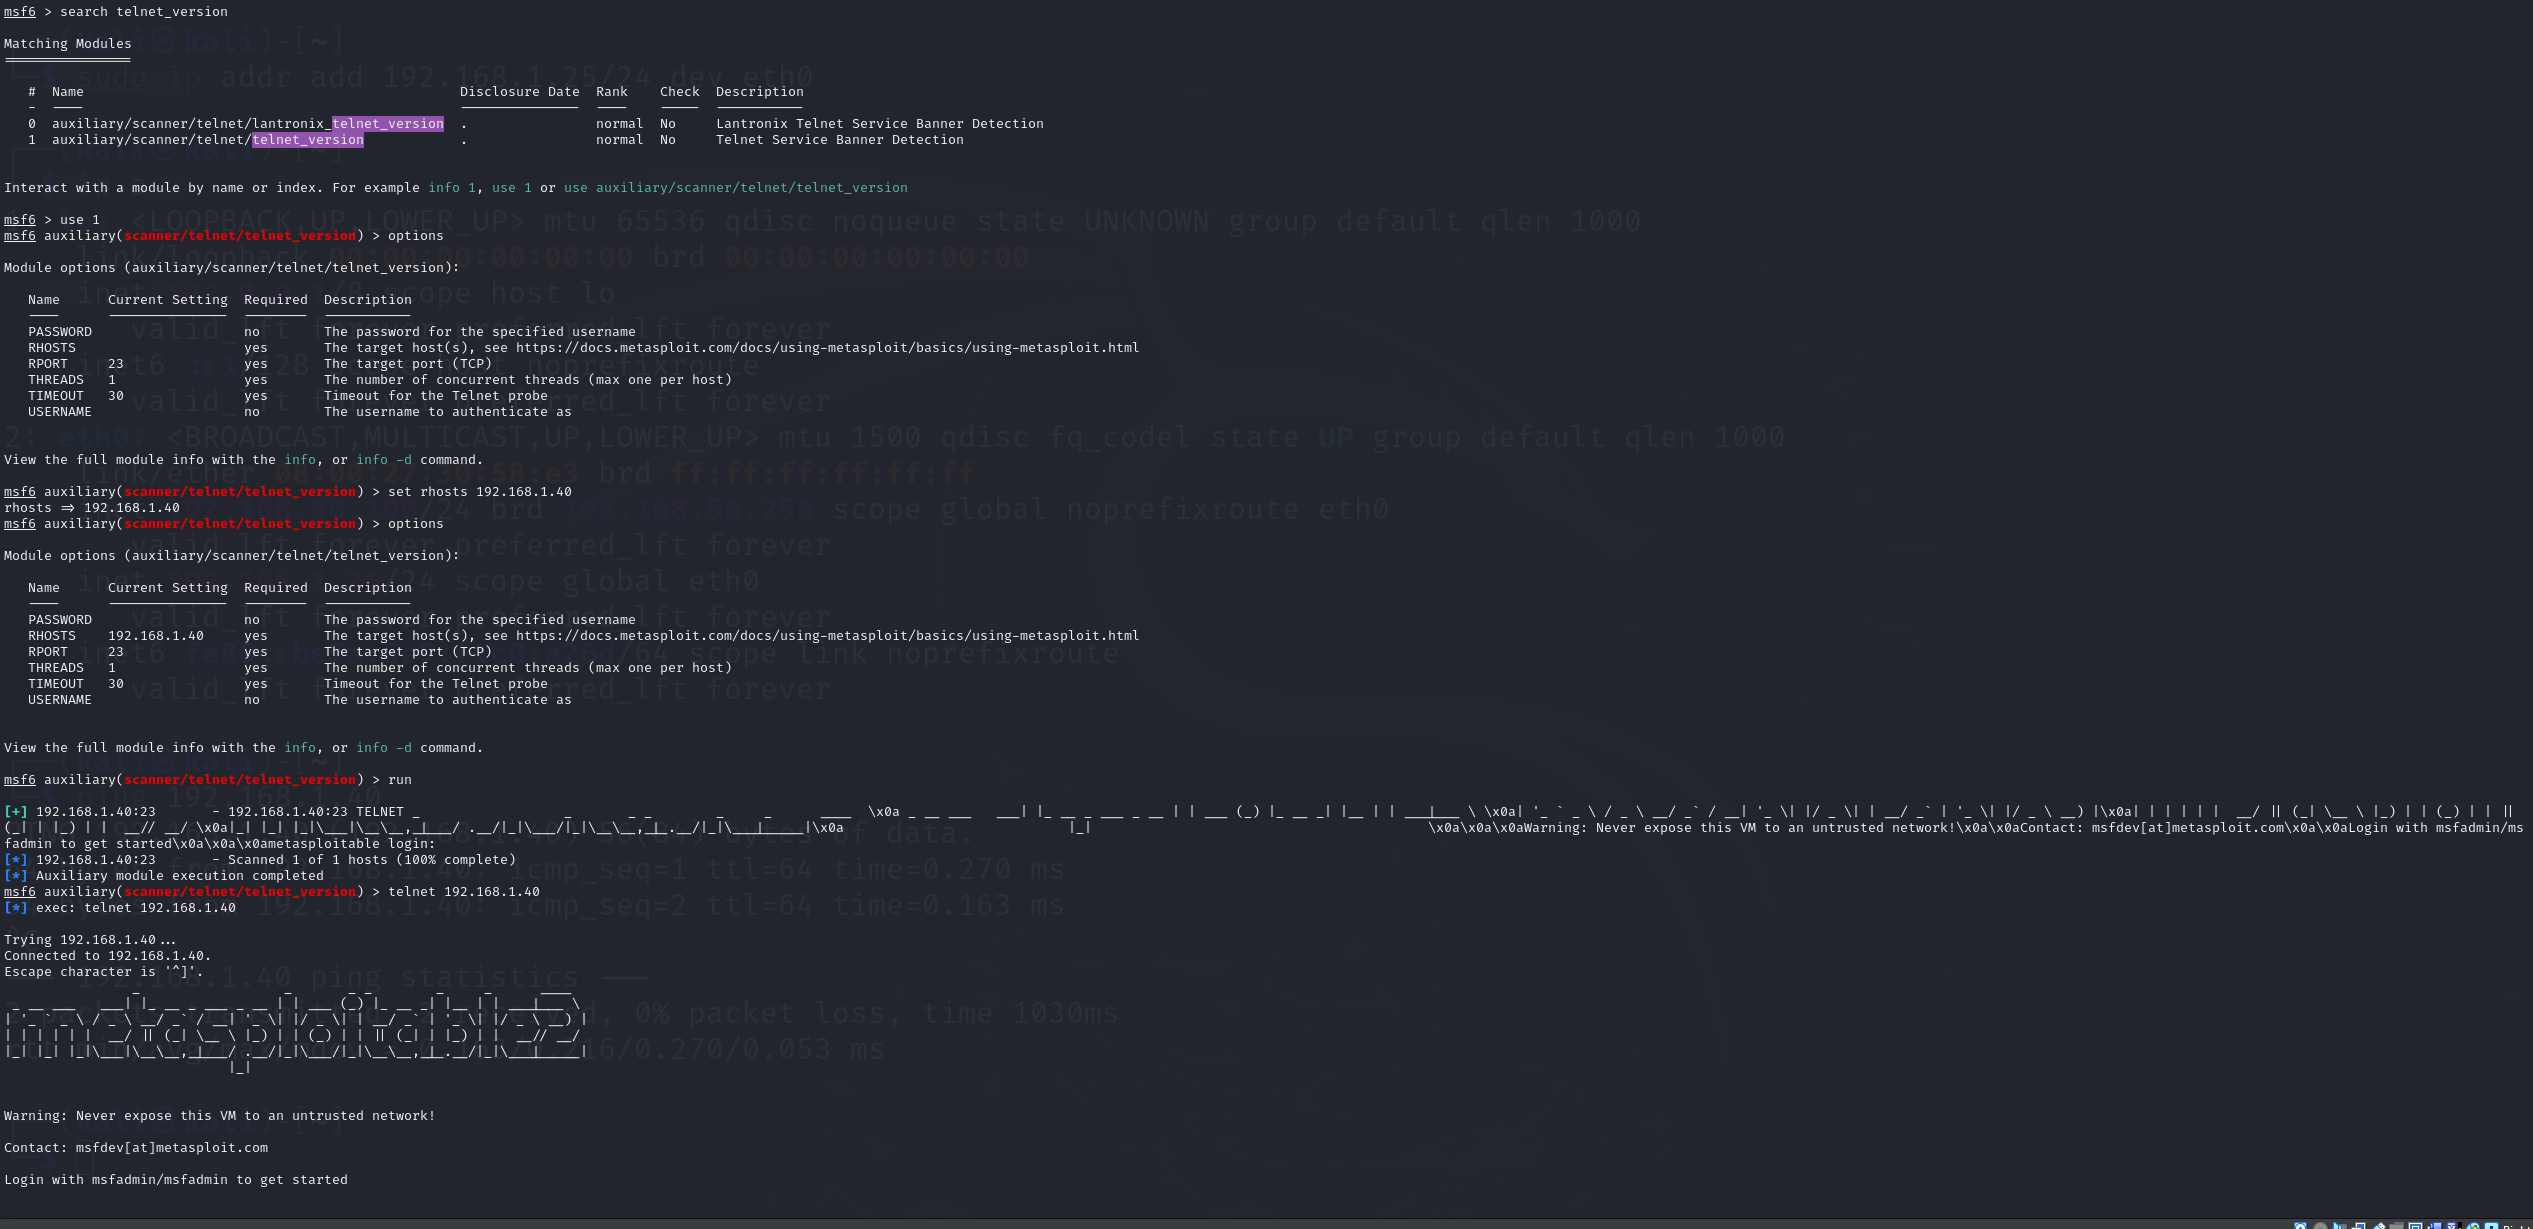 msf6 > search telnet_version
Matching Modules
================
#  Name                                                Disclosure Date  Rank    Check  Description
-  ----                                                ---------------  ----    -----  -----------
0  auxiliary/scanner/telnet/lantronix_telnet_version  .                normal  No     Lantronix Telnet Service Banner Detection
1  auxiliary/scanner/telnet/telnet_version            .                normal  No     Telnet Service Banner Detection
Interact with a module by name or index. For example info 1, use 1 or use auxiliary/scanner/telnet/telnet_version
msf6 > use 1
msf6 auxiliary(scanner/telnet/telnet_version) > options
Module options (auxiliary/scanner/telnet/telnet_version):
Name      Current Setting  Required  Description
----      ---------------  --------  -----------
PASSWORD                   no        The password for the specified username
RHOSTS                     yes       The target host(s), see https://docs.metasploit.com/docs/using-metasploit/basics/using-metasploit.html
RPORT     23               yes       The target port (TCP)
THREADS   1                yes       The number of concurrent threads (max one per host)
TIMEOUT   30               yes       Timeout for the Telnet probe
USERNAME                   no        The username to authenticate as
View the full module info with the info, or info -d command.
msf6 auxiliary(scanner/telnet/telnet_version) > set rhosts 192.168.1.40
rhosts => 192.168.1.40
msf6 auxiliary(scanner/telnet/telnet_version) > options
Module options (auxiliary/scanner/telnet/telnet_version):
Name      Current Setting  Required  Description
----      ---------------  --------  -----------
PASSWORD                   no        The password for the specified username
RHOSTS    192.168.1.40     yes       The target host(s), see https://docs.metasploit.com/docs/using-metasploit/basics/using-metasploit.html
RPORT     23               yes       The target port (TCP)
THREADS   1                yes       The number of concurrent threads (max one per host)
TIMEOUT   30               yes       Timeout for the Telnet probe
USERNAME                   no        The username to authenticate as
View the full module info with the info, or info -d command.
msf6 auxiliary(scanner/telnet/telnet_version) > run
[+] 192.168.1.40:23       - 192.168.1.40:23 TELNET
\x0a\x0a\x0aWarning: Never expose this VM to an untrusted network!\x0a\x0aContact: msfdev[at]metasploit.com\x0a\x0aLogin with msfadmin/ms
fadmin to get started\x0a\x0a\x0ametasploitable login:
[*] 192.168.1.40:23       - Scanned 1 of 1 hosts (100% complete)
[*] Auxiliary module execution completed
msf6 auxiliary(scanner/telnet/telnet_version) > telnet 192.168.1.40
[*] exec: telnet 192.168.1.40
Trying 192.168.1.40...
Connected to 192.168.1.40.
Escape character is '^]'.
metasploitable2
Warning: Never expose this VM to an untrusted network!
Contact: msfdev[at]metasploit.com
Login with msfadmin/msfadmin to get started